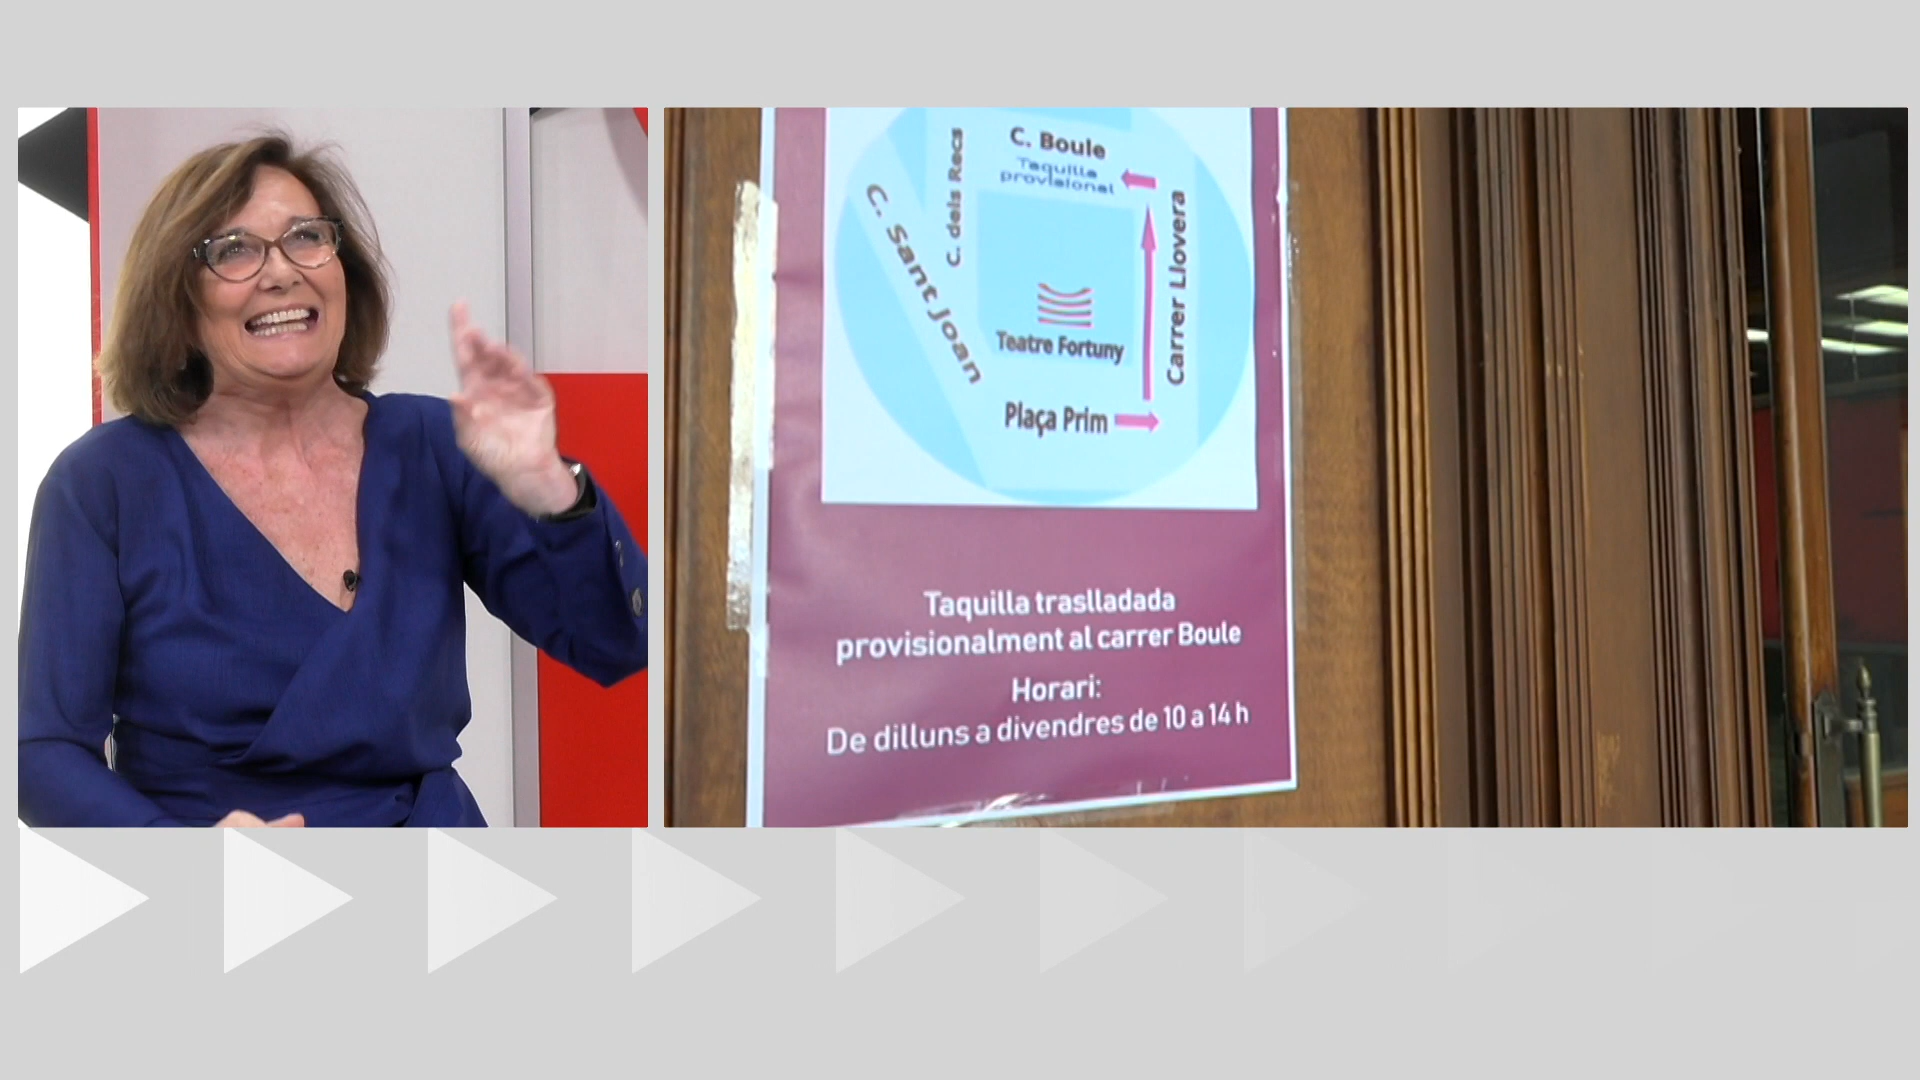 C. Boule
Taquilla
provisional
C. dels Recs
C. Sant Joan
Carrer Llovera
Teatre Fortuny
Plaça Prim
Taquilla traslladada
provisionalment al carrer Boule
Horari:
De dilluns a divendres de 10 a 14 h